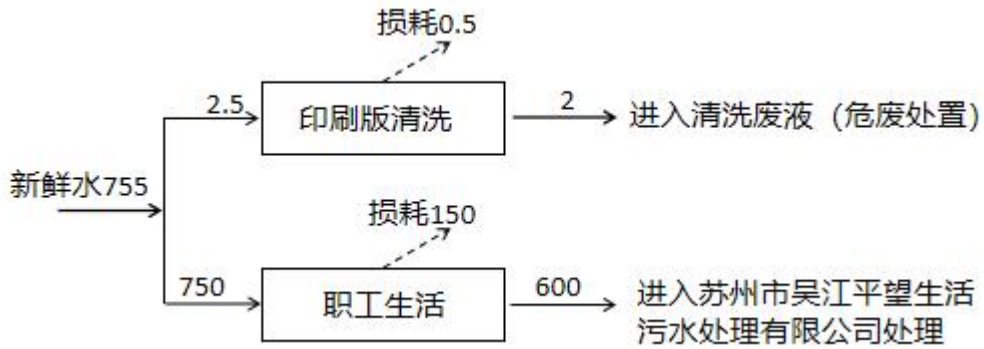 损耗0.5
2.5
印刷版清洗
2
进入清洗废液（危废处置）
新鲜水755
损耗150
750
职工生活
600
进入苏州市吴江平望生活
污水处理有限公司处理